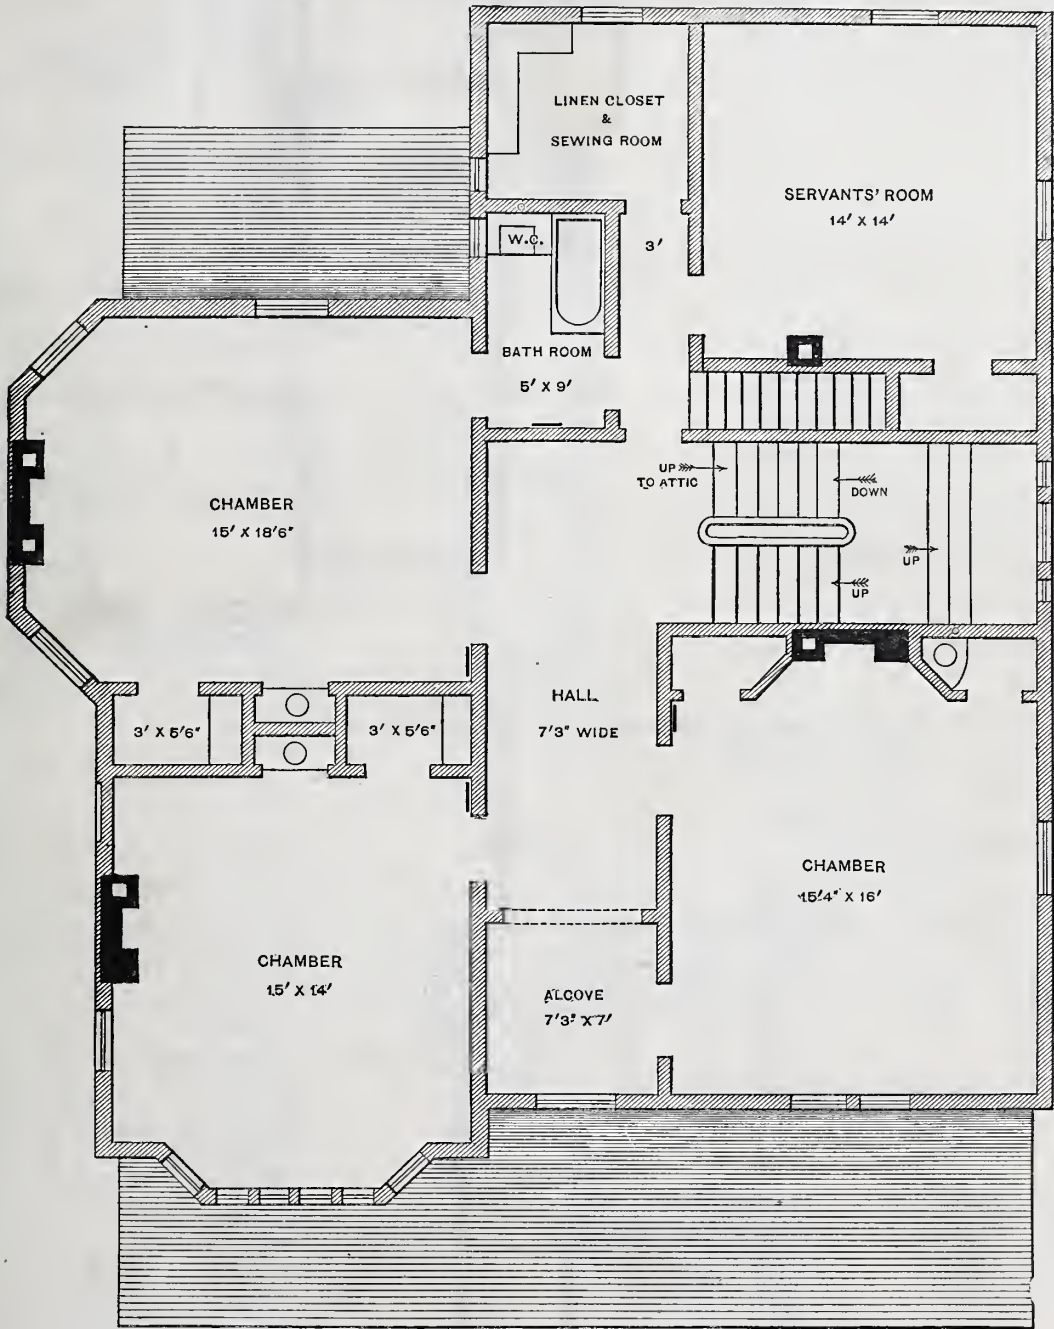 LINEN CLOSET
&
SEWING ROOM
SERVANTS' ROOM
14' X 14'
W.C.
3'
BATH ROOM
5' X 9'
UP
TO ATTIC
DOWN
UP
UP
CHAMBER
15' X 18'6"
3' X 5'6"
3' X 5'6"
HALL
7'3" WIDE
CHAMBER
15'4" X 16'
CHAMBER
15' X 14'
ALCOVE
7'3" X 7'